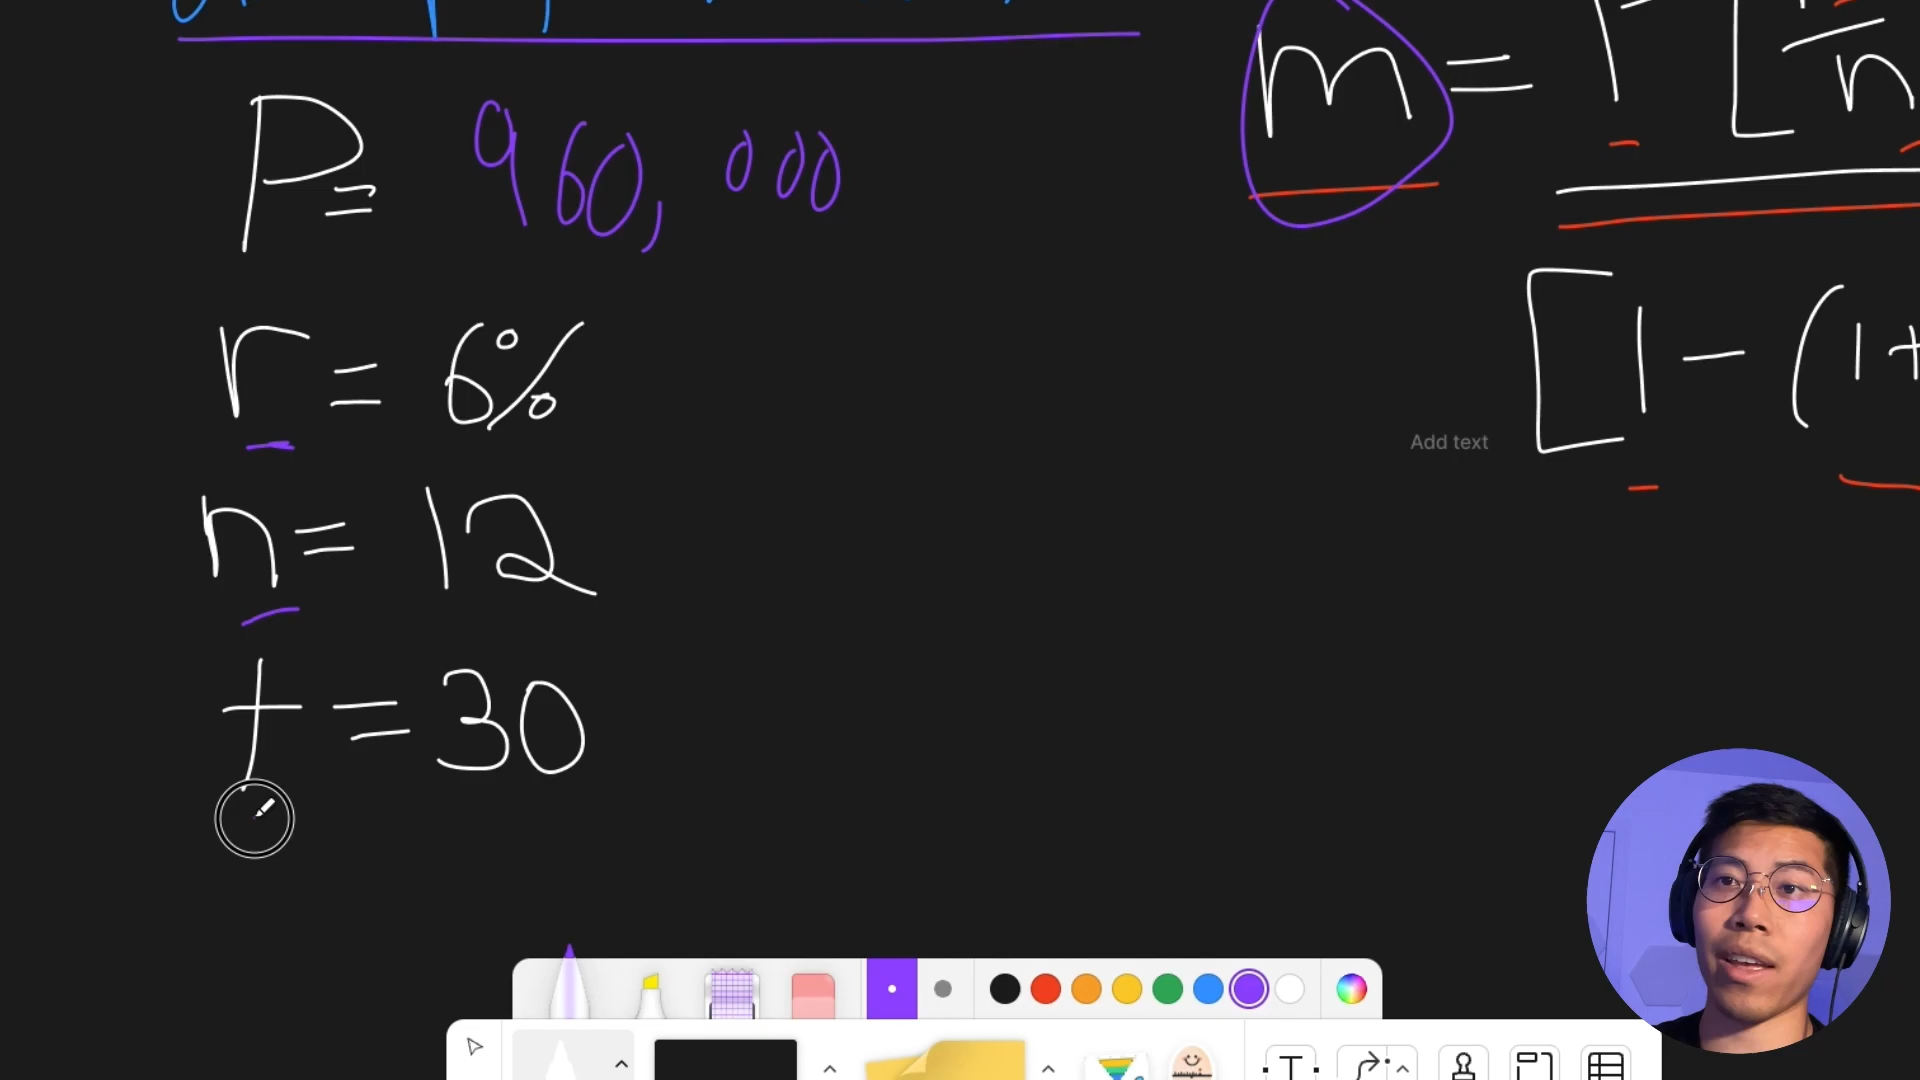 P = 960,000
m = P [ r/n
[ 1 - ( 1 +
r = 6%
Add text
n = 12
t = 30
T